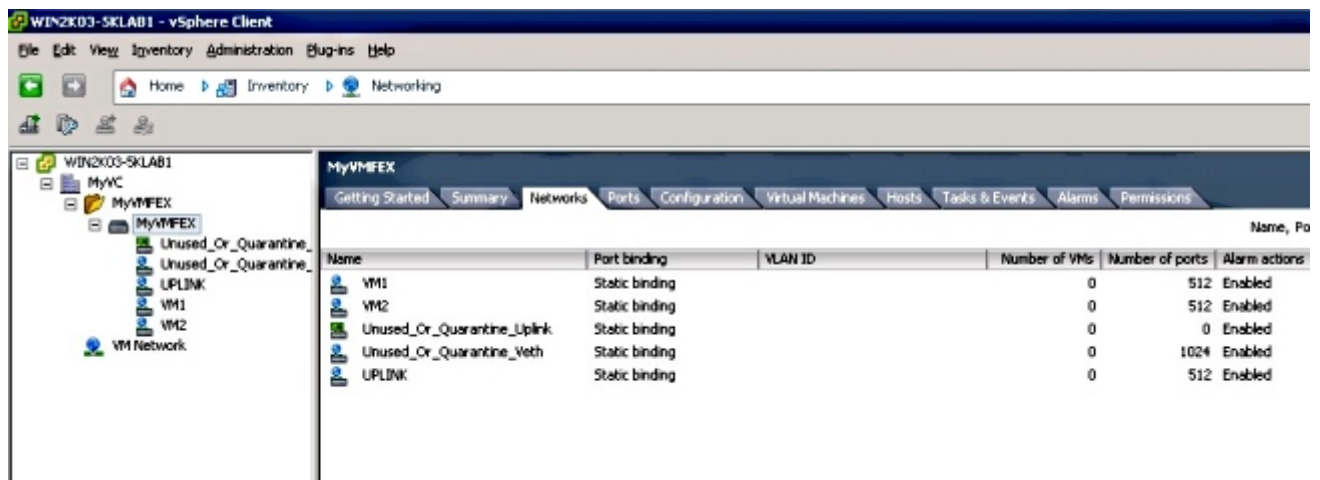 WIN2K03-SKLAB1 - vSphere Client
File Edit View Inventory Administration Plug-ins Help
Home Inventory Networking
WIN2K03-SKLAB1
MyVC
MyVMFEX
MyVMFEX
Unused_Or_Quarantine_
Unused_Or_Quarantine_
UPLINK
VM1
VM2
VM Network
MyVMFEX
Getting Started Summary Networks Ports Configuration Virtual Machines Hosts Tasks & Events Alarms Permissions
Name, Po
Name Port binding VLAN ID Number of VMs Number of ports Alarm actions
VM1 Static binding 0 512 Enabled
VM2 Static binding 0 512 Enabled
Unused_Or_Quarantine_Uplink Static binding 0 0 Enabled
Unused_Or_Quarantine_Veth Static binding 0 1024 Enabled
UPLINK Static binding 0 512 Enabled